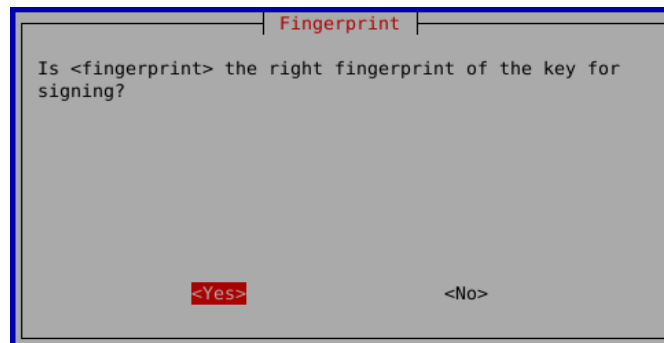 Fingerprint
Is <fingerprint> the right fingerprint of the key for
signing?
<Yes> <No>